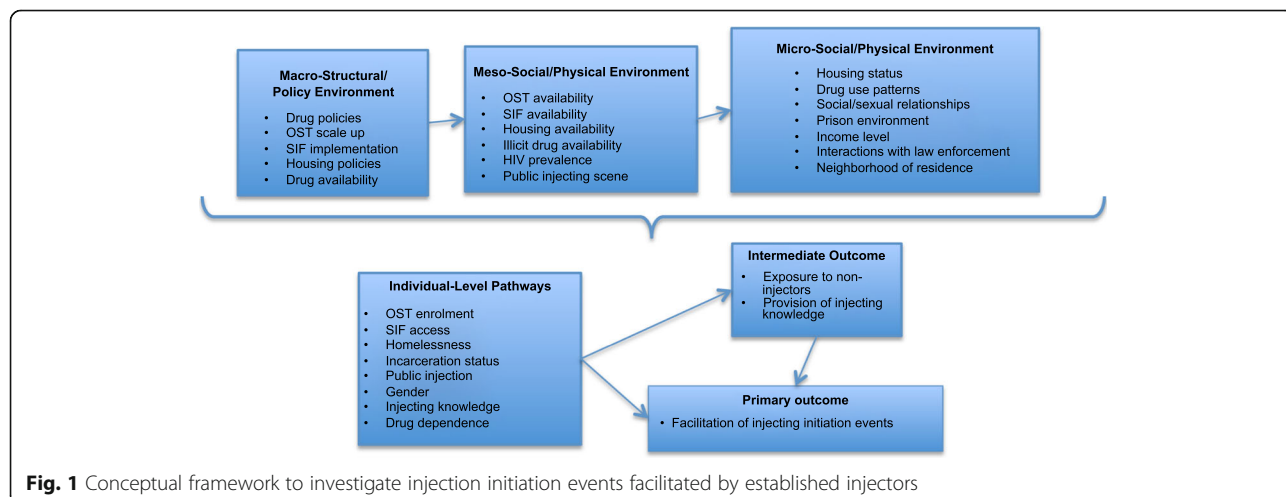 Macro-Structural/
Policy Environment
• Drug policies
• OST scale up
• SIF implementation
• Housing policies
• Drug availability
Meso-Social/Physical Environment
• OST availability
• SIF availability
• Housing availability
• Illicit drug availability
• HIV prevalence
• Public injecting scene
Micro-Social/Physical Environment
• Housing status
• Drug use patterns
• Social/sexual relationships
• Prison environment
• Income level
• Interactions with law enforcement
• Neighborhood of residence
Individual-Level Pathways
• OST enrolment
• SIF access
• Homelessness
• Incarceration status
• Public injection
• Gender
• Injecting knowledge
• Drug dependence
Intermediate Outcome
• Exposure to non-
injectors
• Provision of injecting
knowledge
Primary outcome
• Facilitation of injecting initiation events
Fig. 1 Conceptual framework to investigate injection initiation events facilitated by established injectors